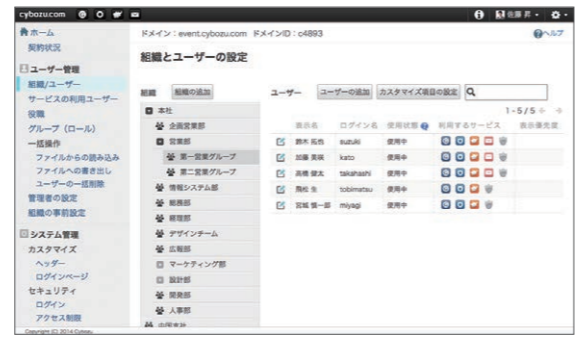 cybozu.com
佐藤 昇
ホーム
契約状況
ユーザー管理
組織/ユーザー
サービスの利用ユーザー
役職
グループ（ロール）
一括操作
ファイルからの読み込み
ファイルへの書き出し
ユーザーの一括削除
管理者の設定
組織の事前設定
システム管理
カスタマイズ
ヘッダー
ログインページ
セキュリティ
ログイン
アクセス制限
Copyright (C) 2014 Cybozu
ドメイン：event.cybozu.com ドメインID：c4893
ヘルプ
組織とユーザーの設定
組織 組織の追加
本社
企画営業部
営業部
第一営業グループ
第二営業グループ
情報システム部
総務部
経理部
デザインチーム
広報部
マーケティング部
設計部
開発部
人事部
中国支社
ユーザー ユーザーの追加 カスタマイズ項目の設定
1-5/5
表示名 ログイン名 使用状態 利用するサービス 表示優先度
鈴木 拓也 suzuki 使用中
加藤 美咲 kato 使用中
高橋 健太 takahashi 使用中
飛松 生 tobimatsu 使用中
宮城 慎一郎 miyagi 使用中